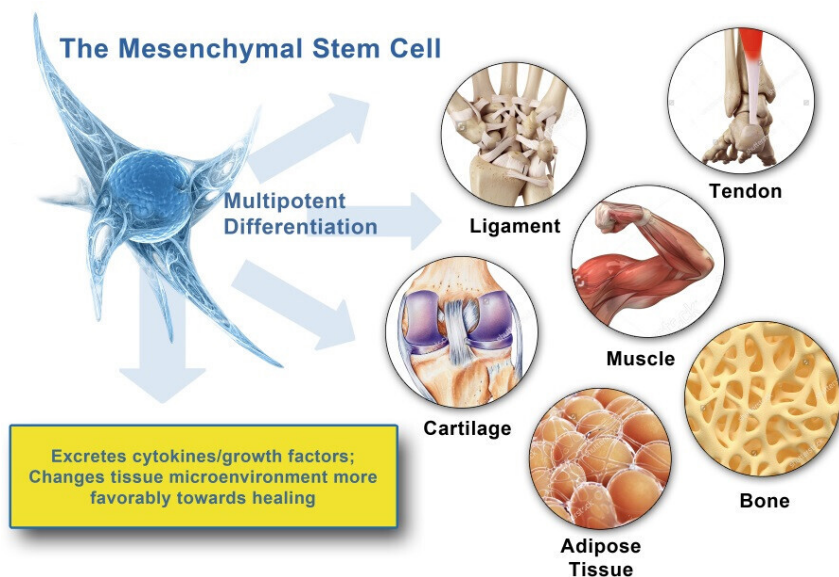 The Mesenchymal Stem Cell
Multipotent
Differentiation
Ligament
Tendon
Cartilage
Muscle
Adipose
Tissue
Bone
Excretes cytokines/growth factors;
Changes tissue microenvironment more
favorably towards healing